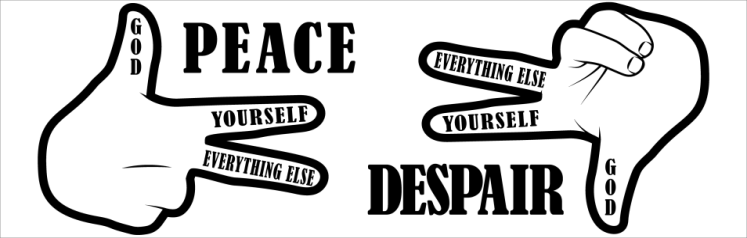 GOD
PEACE
YOURSELF
EVERYTHING ELSE
EVERYTHING ELSE
YOURSELF
DESPAIR
GOD